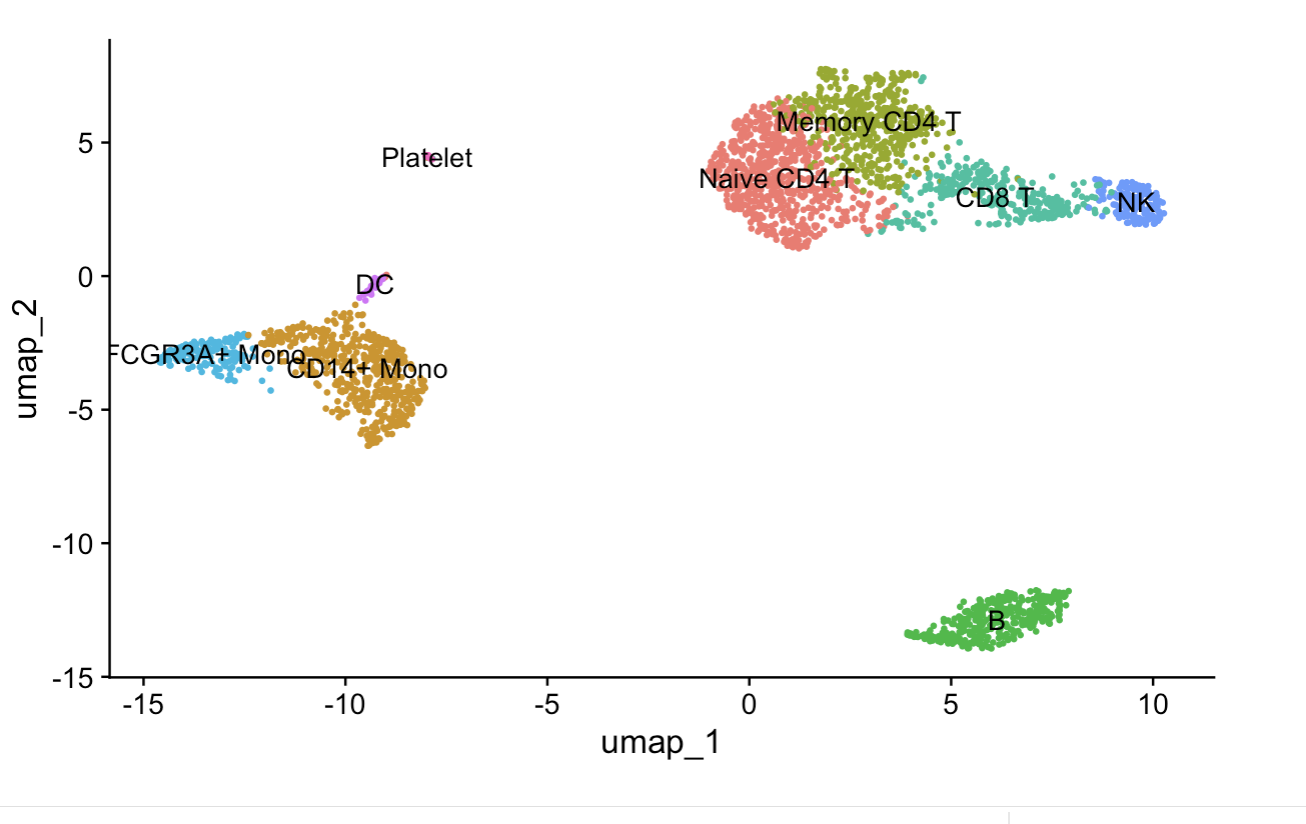 5
Memory CD4 T
Platelet
Naive CD4 T
CD8 T
NK
0
DC
FCGR3A+ Mono
CD14+ Mono
umap_2
-5
-10
B
-15
-15 -10 -5 0 5 10
umap_1